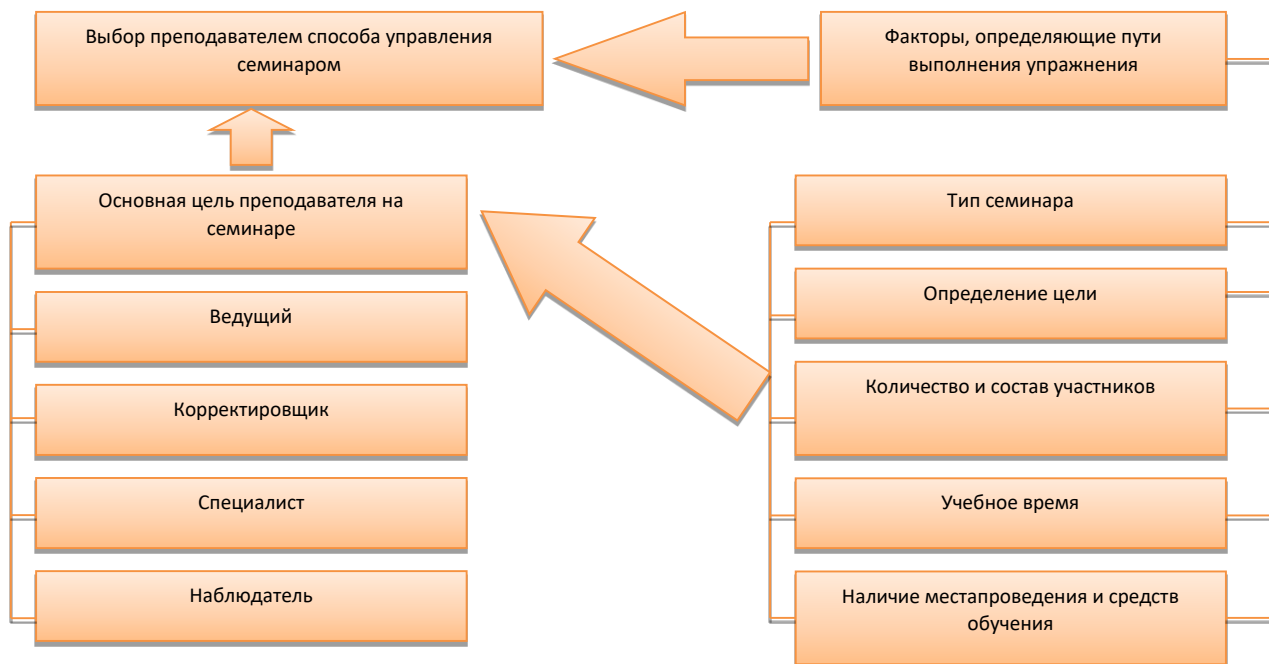 Выбор преподавателем способа управления
семинаром
Факторы, определяющие пути
выполнения упражнения
Основная цель преподавателя на
семинаре
Ведущий
Корректировщик
Специалист
Наблюдатель
Тип семинара
Определение цели
Количество и состав участников
Учебное время
Наличие местапроведения и средств
обучения